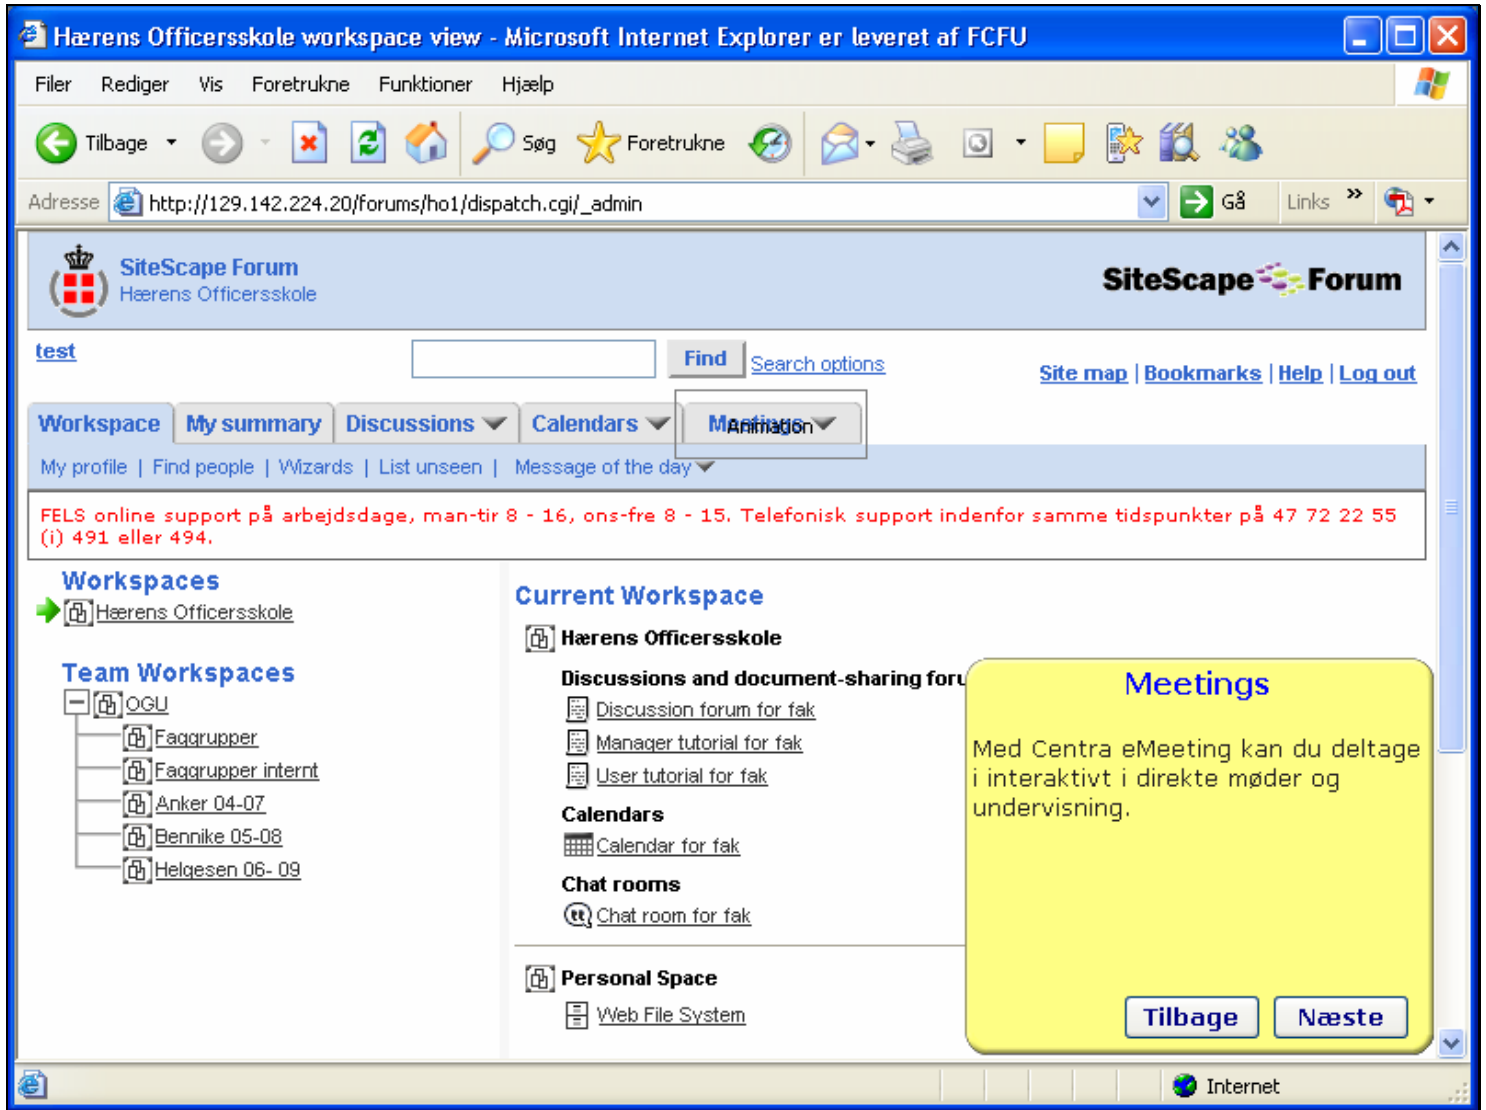 Hærens Officersskole workspace view - Microsoft Internet Explorer er leveret af FCFU
Filer Rediger Vis Foretrukne Funktioner Hjælp
Tilbage Søg Foretrukne
Adresse http://129.142.224.20/forums/ho1/dispatch.cgi/_admin Gå Links »
SiteScape Forum
Hærens Officersskole
SiteScape Forum
test Find Search options
Site map | Bookmarks | Help | Log out
Workspace My summary Discussions Calendars Meetings
Animation
My profile | Find people | Wizards | List unseen | Message of the day
FELS online support på arbejdsdage, man-tir 8 - 16, ons-fre 8 - 15. Telefonisk support indenfor samme tidspunkter på 47 72 22 55
(i) 491 eller 494.
Workspaces
Hærens Officersskole
Team Workspaces
OGU
Faggrupper
Faggrupper internt
Anker 04-07
Bennike 05-08
Helgesen 06- 09
Current Workspace
Hærens Officersskole
Discussions and document-sharing foru
Discussion forum for fak
Manager tutorial for fak
User tutorial for fak
Calendars
Calendar for fak
Chat rooms
Chat room for fak
Personal Space
Web File System
Meetings
Med Centra eMeeting kan du deltage
i interaktivt i direkte møder og
undervisning.
Tilbage Næste
Internet